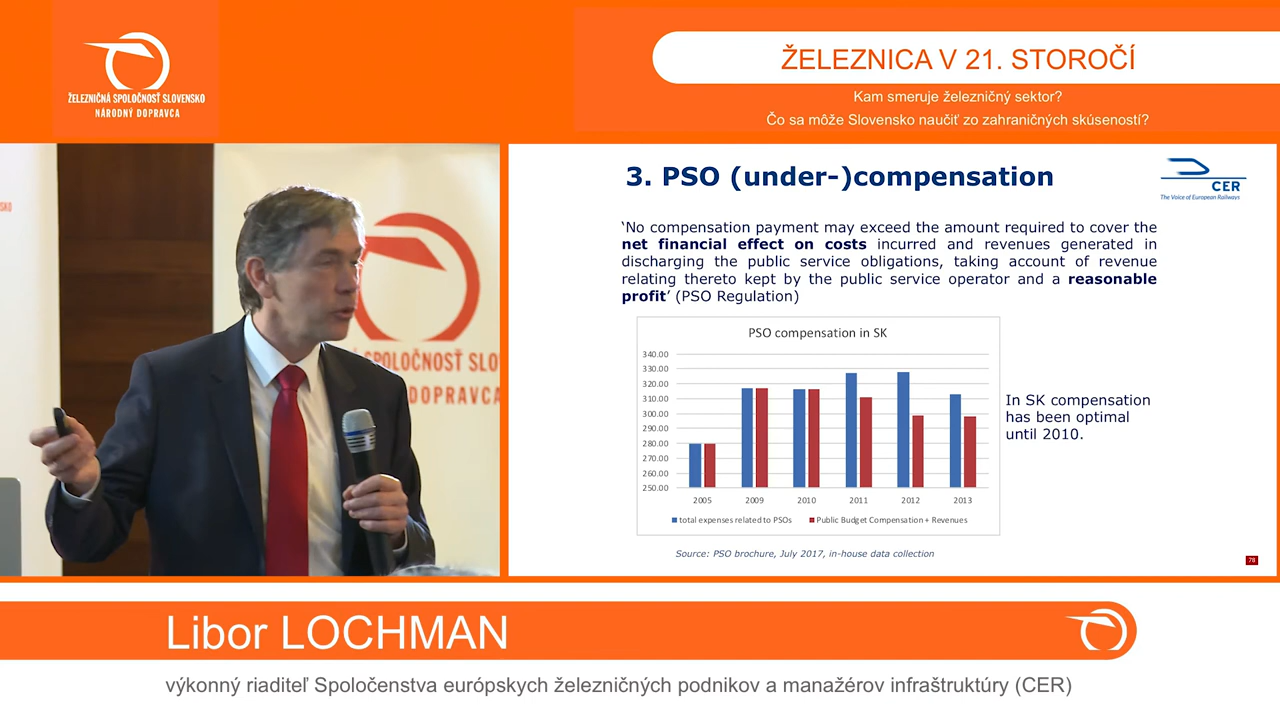 ŽELEZNIČNÁ SPOLOČNOSŤ SLOVENSKO
NÁRODNÝ DOPRAVCA
ŽELEZNICA V 21. STOROČÍ
Kam smeruje železničný sektor?
Čo sa môže Slovensko naučiť zo zahraničných skúseností?
SPOLOČNOSŤ SLO
DOPRAVCA
3. PSO (under-)compensation
CER
The Voice of European Railways
‘No compensation payment may exceed the amount required to cover the
net financial effect on costs incurred and revenues generated in
discharging the public service obligations, taking account of revenue
relating thereto kept by the public service operator and a reasonable
profit’ (PSO Regulation)
PSO compensation in SK
340.00
330.00
320.00
310.00
300.00
290.00
280.00
270.00
260.00
250.00
2005 2009 2010 2011 2012 2013
total expenses related to PSOs Public Budget Compensation + Revenues
In SK compensation
has been optimal
until 2010.
Source: PSO brochure, July 2017, in-house data collection
78
Libor LOCHMAN
výkonný riaditeľ Spoločenstva európskych železničných podnikov a manažérov infraštruktúry (CER)